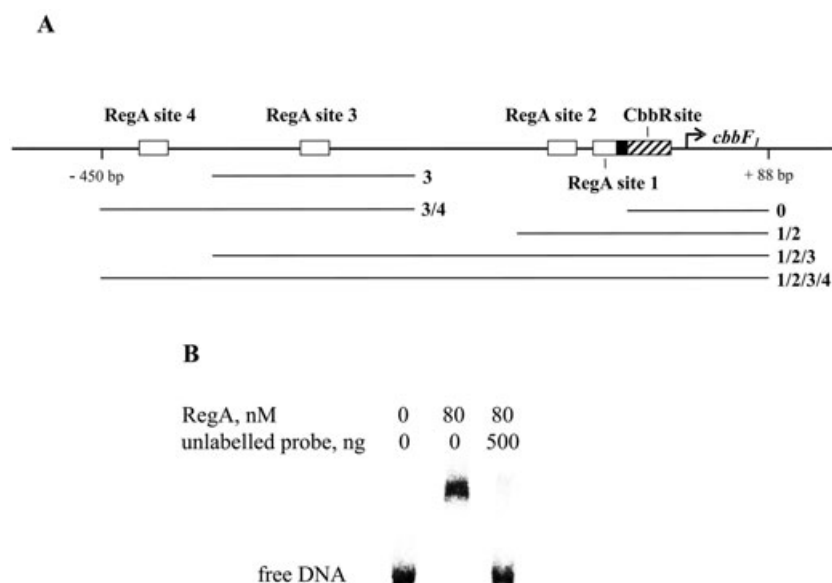 A
RegA site 4 RegA site 3 RegA site 2 CbbR site
cbbF1
- 450 bp 3 RegA site 1 + 88 bp
3/4 0
1/2
1/2/3
1/2/3/4
B
RegA, nM 0 80 80
unlabelled probe, ng 0 0 500
free DNA